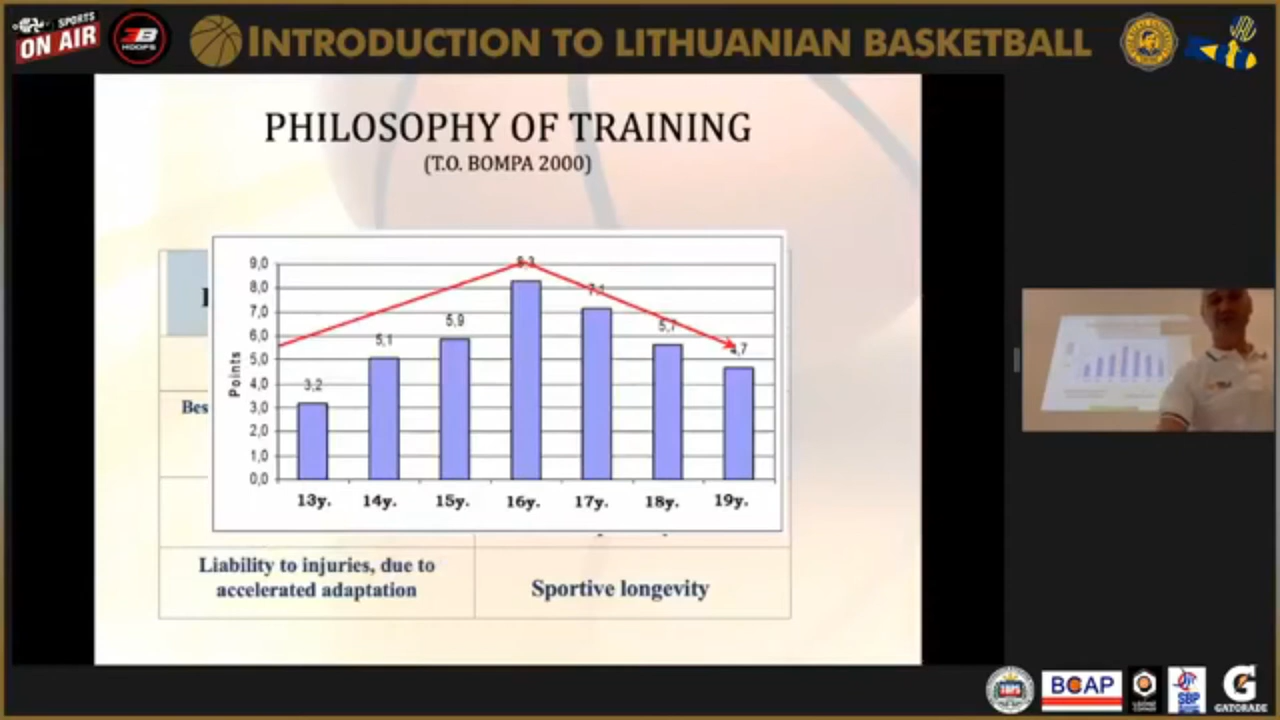 SPORTS
ON AIR
3B
HOOPS
INTRODUCTION TO LITHUANIAN BASKETBALL
PHILOSOPHY OF TRAINING
(T.O. BOMPA 2000)
Points
9,0
8,0
7,0
6,0
5,0
4,0
3,0
2,0
1,0
0,0
3,2
5,1
5,9
8,3
7,1
5,7
4,7
13y.
14y.
15y.
16y.
17y.
18y.
19y.
Bes
Liability to injuries, due to
accelerated adaptation
Sportive longevity
BCAP
SBP
G
GATORADE